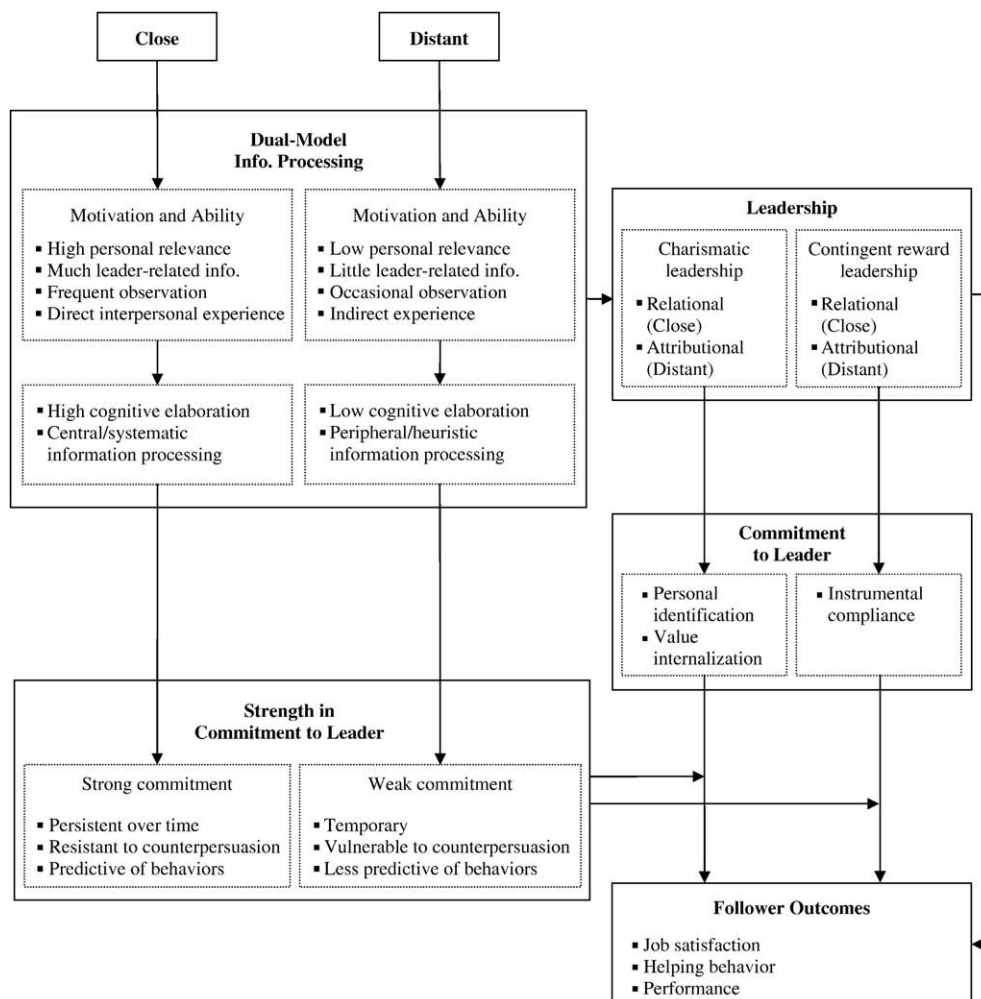 Close
Distant
Dual-Model
Info. Processing
Motivation and Ability
▪ High personal relevance
▪ Much leader-related info.
▪ Frequent observation
▪ Direct interpersonal experience
Motivation and Ability
▪ Low personal relevance
▪ Little leader-related info.
▪ Occasional observation
▪ Indirect experience
▪ High cognitive elaboration
▪ Central/systematic
information processing
▪ Low cognitive elaboration
▪ Peripheral/heuristic
information processing
Leadership
Charismatic
leadership
▪ Relational
(Close)
▪ Attributional
(Distant)
Contingent reward
leadership
▪ Relational
(Close)
▪ Attributional
(Distant)
Commitment
to Leader
▪ Personal
identification
▪ Value
internalization
▪ Instrumental
compliance
Strength in
Commitment to Leader
Strong commitment
▪ Persistent over time
▪ Resistant to counterpersuasion
▪ Predictive of behaviors
Weak commitment
▪ Temporary
▪ Vulnerable to counterpersuasion
▪ Less predictive of behaviors
Follower Outcomes
▪ Job satisfaction
▪ Helping behavior
▪ Performance